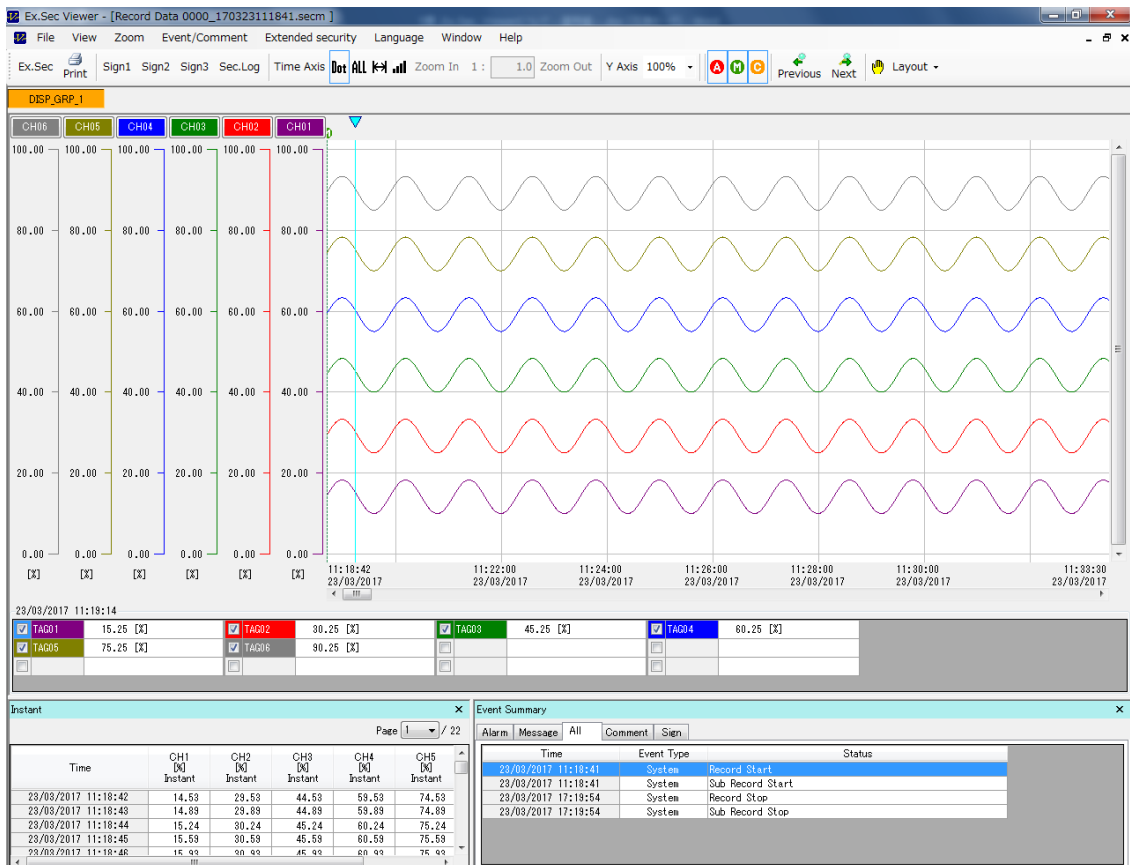 Ex.Sec Viewer - [Record Data 0000_170323111841.secm ]
File View Zoom Event/Comment Extended security Language Window Help
Ex.Sec Print Sign1 Sign2 Sign3 Sec.Log Time Axis Dot ALL Zoom In 1 : 1.0 Zoom Out Y Axis 100% A M C Previous Next Layout
DISP_GRP_1
CH06 CH05 CH04 CH03 CH02 CH01
100.00 100.00 100.00 100.00 100.00 100.00
80.00 80.00 80.00 80.00 80.00 80.00
60.00 60.00 60.00 60.00 60.00 60.00
40.00 40.00 40.00 40.00 40.00 40.00
20.00 20.00 20.00 20.00 20.00 20.00
0.00 0.00 0.00 0.00 0.00 0.00
[%] [%] [%] [%] [%] [%]
11:18:42 11:22:00 11:24:00 11:26:00 11:28:00 11:30:00 11:33:30
23/03/2017 23/03/2017 23/03/2017 23/03/2017 23/03/2017 23/03/2017 23/03/2017
23/03/2017 11:19:14
TAG01 15.25 [%] TAG02 30.25 [%] TAG03 45.25 [%] TAG04 60.25 [%]
TAG05 75.25 [%] TAG06 90.25 [%]
Instant
Page 1 / 22
Time CH1 CH2 CH3 CH4 CH5
[%] [%] [%] [%] [%]
Instant Instant Instant Instant Instant
23/03/2017 11:18:42 14.53 29.53 44.53 59.53 74.53
23/03/2017 11:18:43 14.89 29.89 44.89 59.89 74.89
23/03/2017 11:18:44 15.24 30.24 45.24 60.24 75.24
23/03/2017 11:18:45 15.59 30.59 45.59 60.59 75.59
23/03/2017 11:18:46 15.93 30.93 45.93 60.93 75.93
Event Summary
Alarm Message All Comment Sign
Time Event Type Status
23/03/2017 11:18:41 System Record Start
23/03/2017 11:18:41 System Sub Record Start
23/03/2017 17:19:54 System Record Stop
23/03/2017 17:19:54 System Sub Record Stop